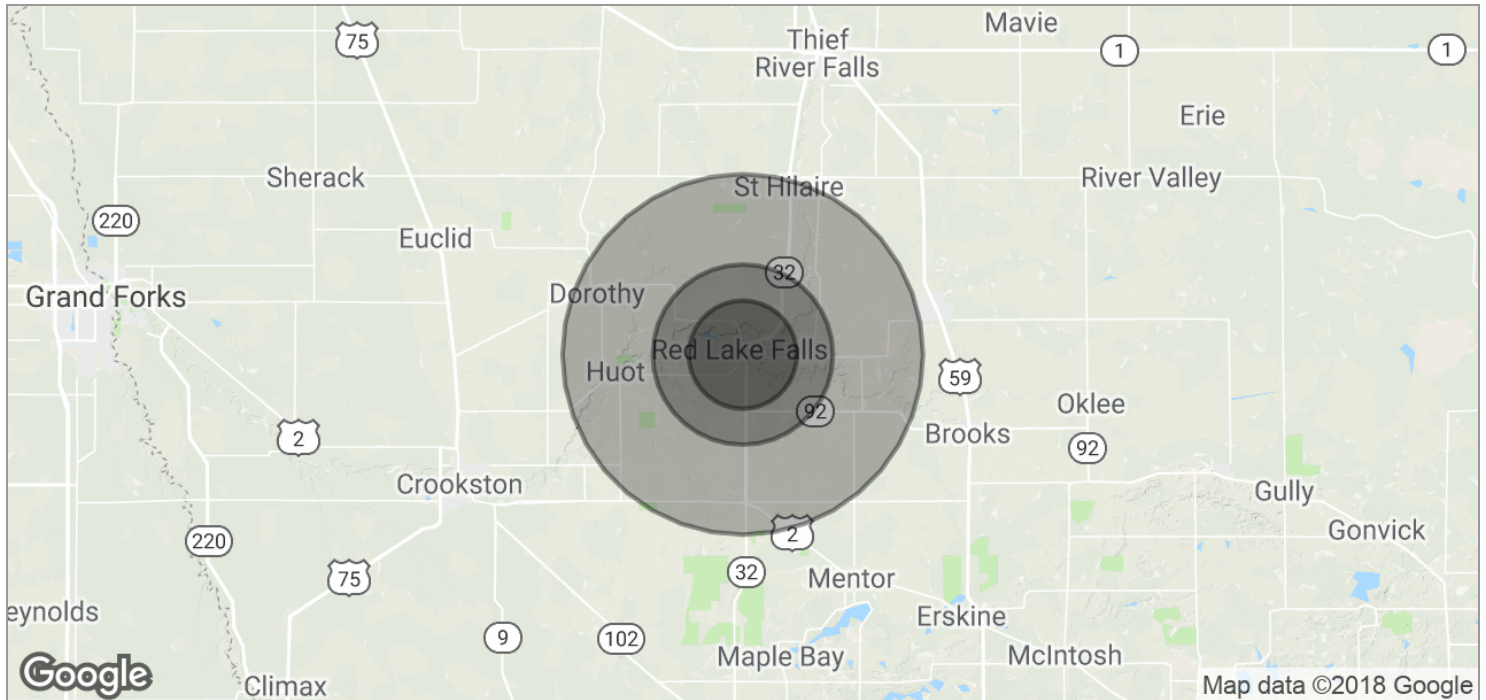 Mavie
75
Thief
River Falls
1
1
Erie
Sherack
St Hilaire
River Valley
220
Euclid
32
Grand Forks
Dorothy
Red Lake Falls
Huot
59
92
Oklee
2
Brooks
92
Crookston
Gully
2
Gonvick
220
75
32
Mentor
eynolds
Erskine
9
102
Maple Bay
McIntosh
Google
Climax
Map data ©2018 Google